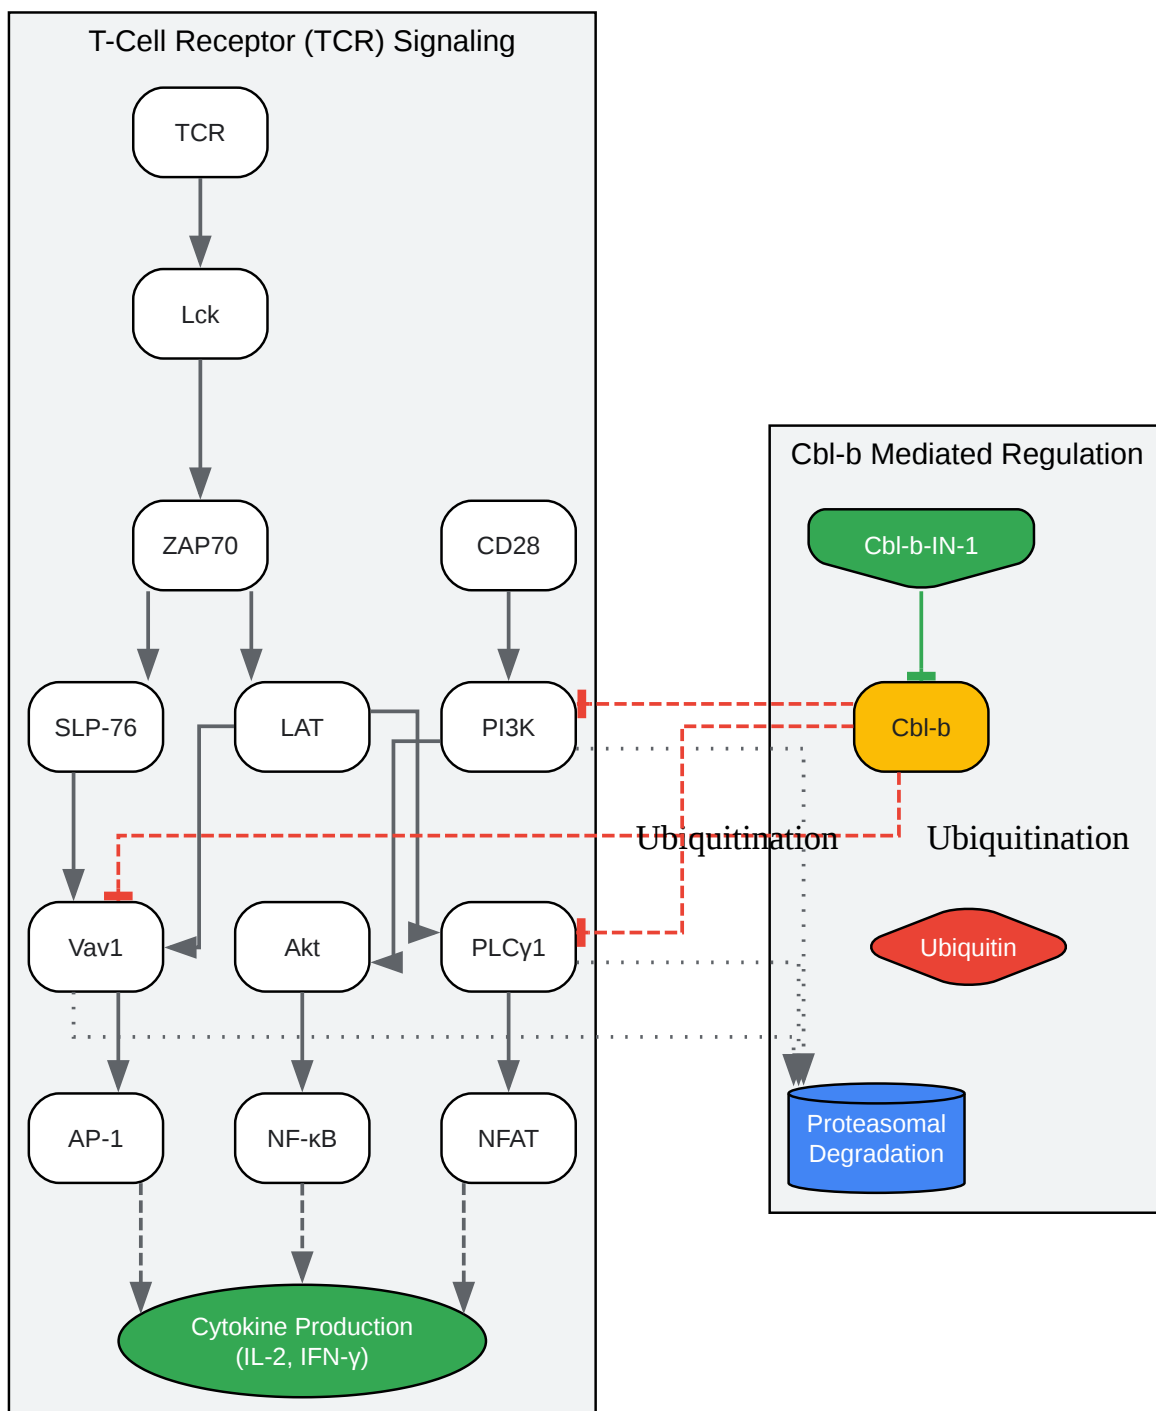 T-Cell Receptor (TCR) Signaling
TCR
Lck
ZAP70
CD28
SLP-76
LAT
PI3K
Vav1
Akt
PLCγ1
AP-1
NF-κB
NFAT
Cytokine Production
(IL-2, IFN-γ)
Cbl-b Mediated Regulation
Cbl-b-IN-1
Cbl-b
Ubiquitination
Ubiquitination
Ubiquitin
Proteasomal
Degradation